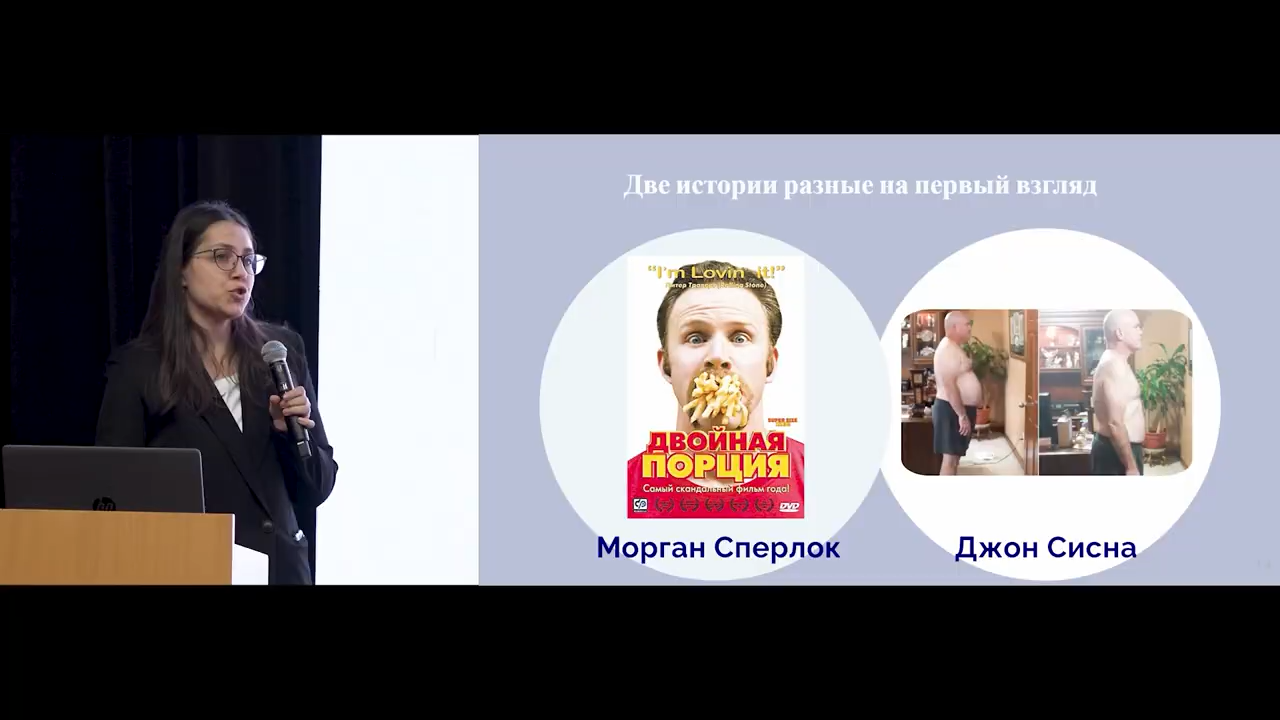 Две истории разные на первый взгляд
“I'm Lovin' it!”
ДВОЙНАЯ
ПОРЦИЯ
Самый скандальный фильм года!
DVD
Морган Сперлок
Джон Сисна
hp